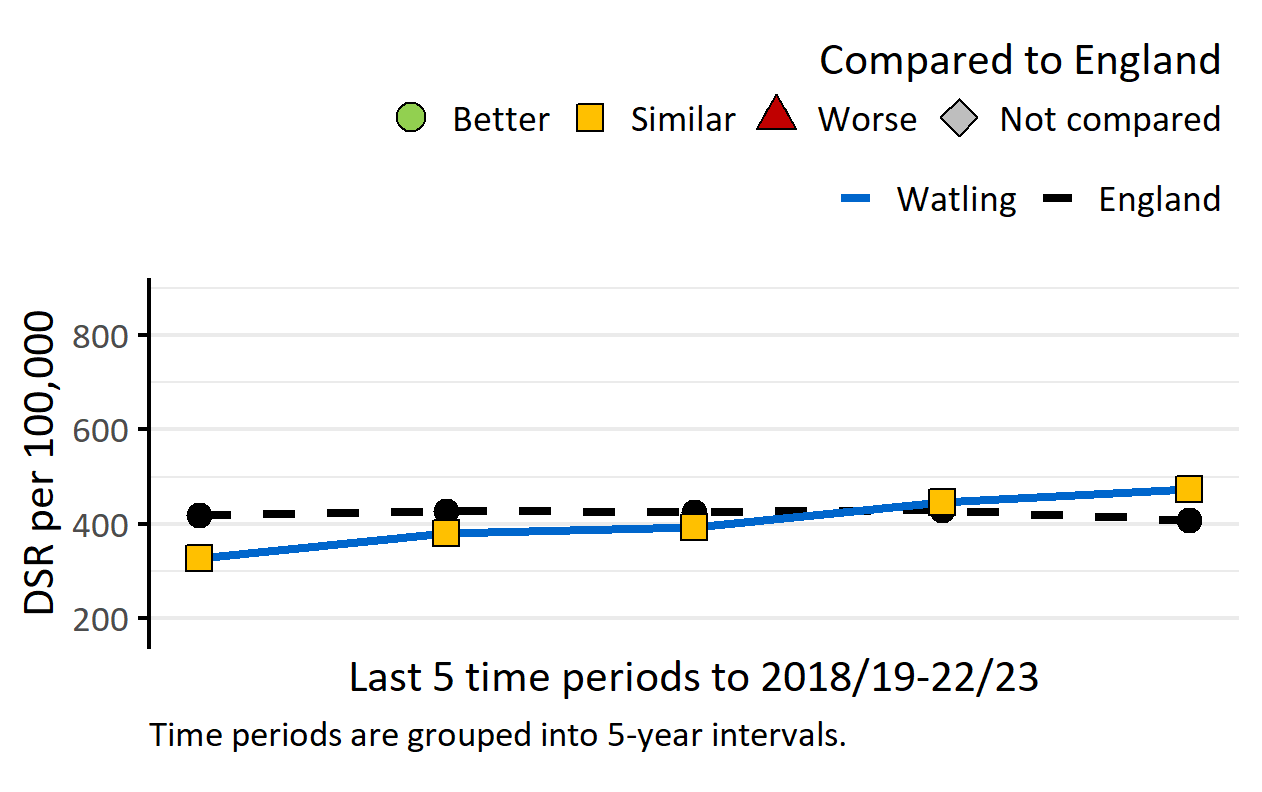 Compared to England
Better Similar Worse Not compared
Watling England
DSR per 100,000
800
600
400
200
Last 5 time periods to 2018/19-22/23
Time periods are grouped into 5-year intervals.